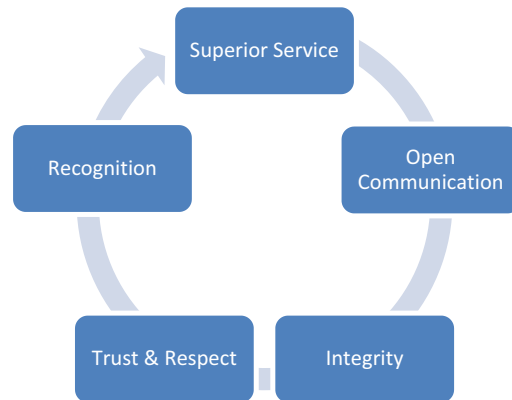 Superior Service
Open
Communication
Integrity
Trust & Respect
Recognition